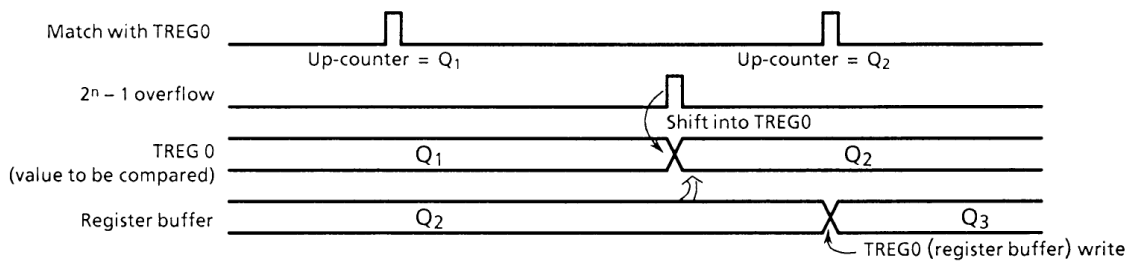 Match with TREG0
Up-counter = Q₁
Up-counter = Q₂
2ⁿ – 1 overflow
Shift into TREG0
TREG 0
(value to be compared)
Q₁
Q₂
Register buffer
Q₂
Q₃
TREG0 (register buffer) write